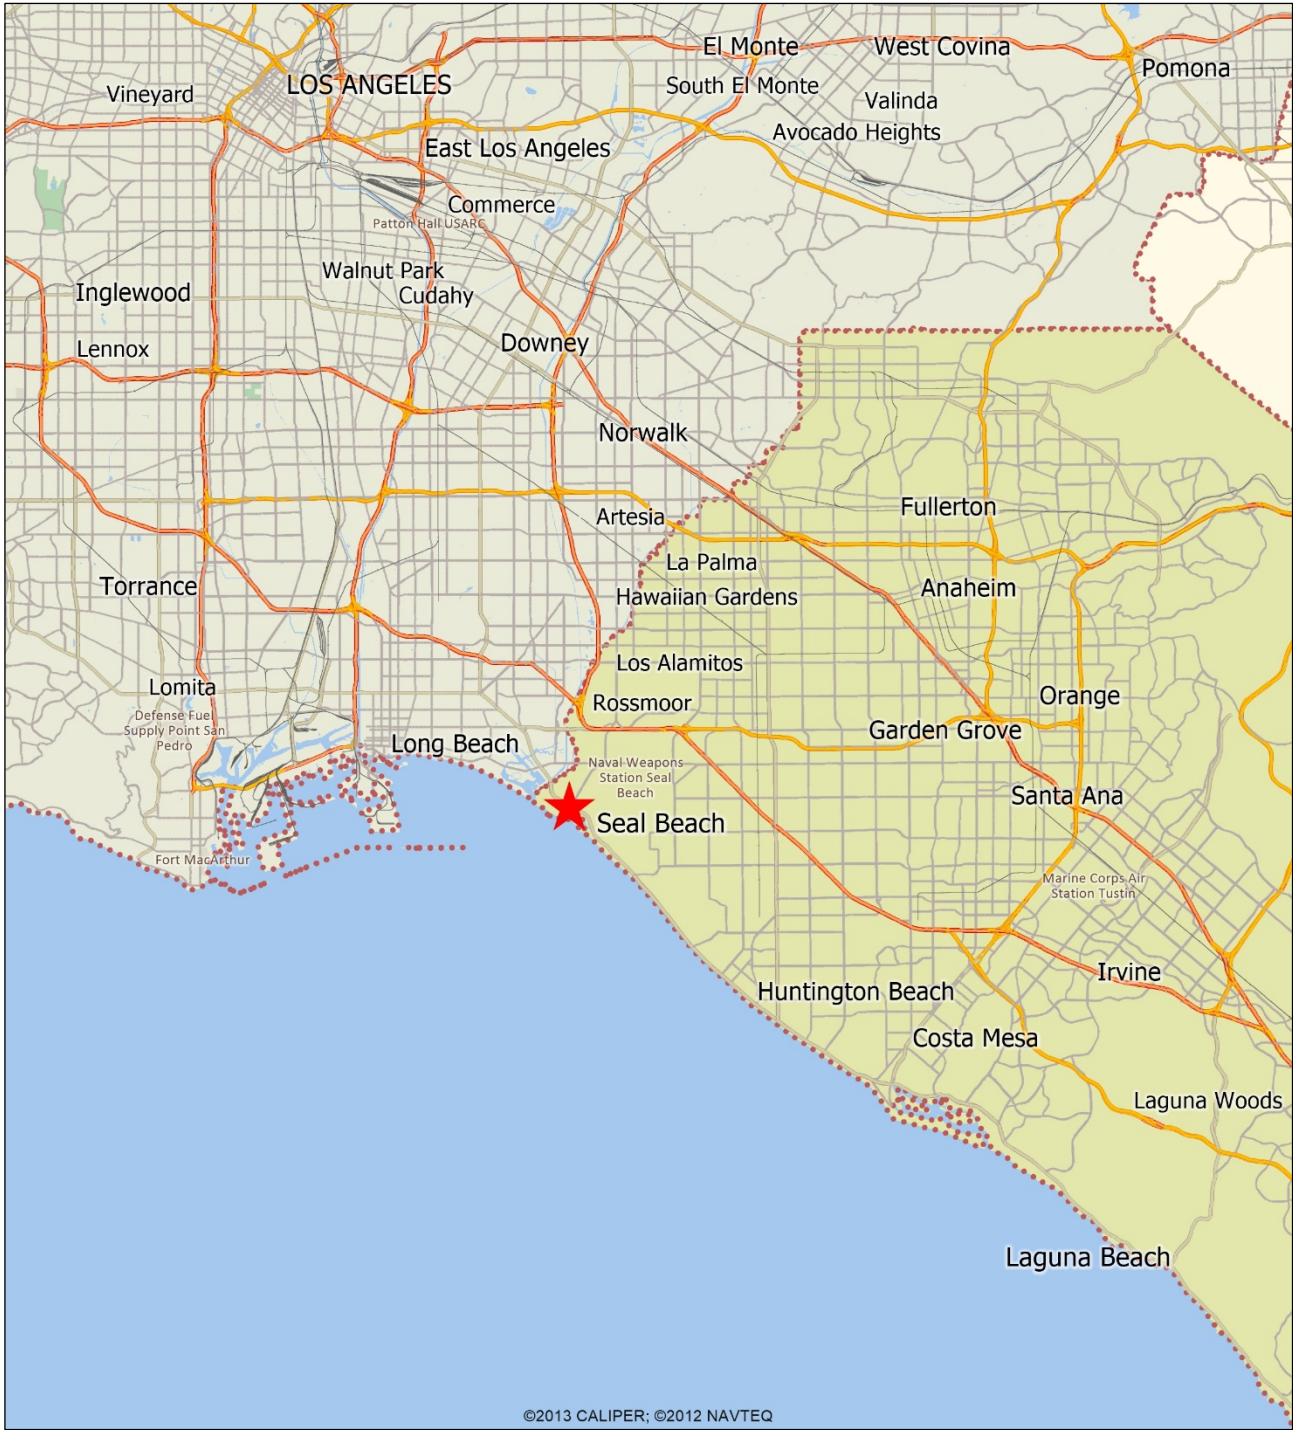 El Monte
West Covina
Pomona
LOS ANGELES
South El Monte
Vineyard
Valinda
Avocado Heights
East Los Angeles
Commerce
Patton Hall USARC
Walnut Park
Inglewood
Cudahy
Downey
Lennox
Norwalk
Fullerton
Artesia
La Palma
Torrance
Anaheim
Hawaiian Gardens
Los Alamitos
Lomita
Orange
Rossmoor
Defense Fuel
Supply Point San
Pedro
Garden Grove
Long Beach
Naval Weapons
Station Seal
Beach
Santa Ana
Seal Beach
Fort MacArthur
Marine Corps Air
Station Tustin
Irvine
Huntington Beach
Costa Mesa
Laguna Woods
Laguna Beach
©2013 CALIPER; ©2012 NAVTEQ